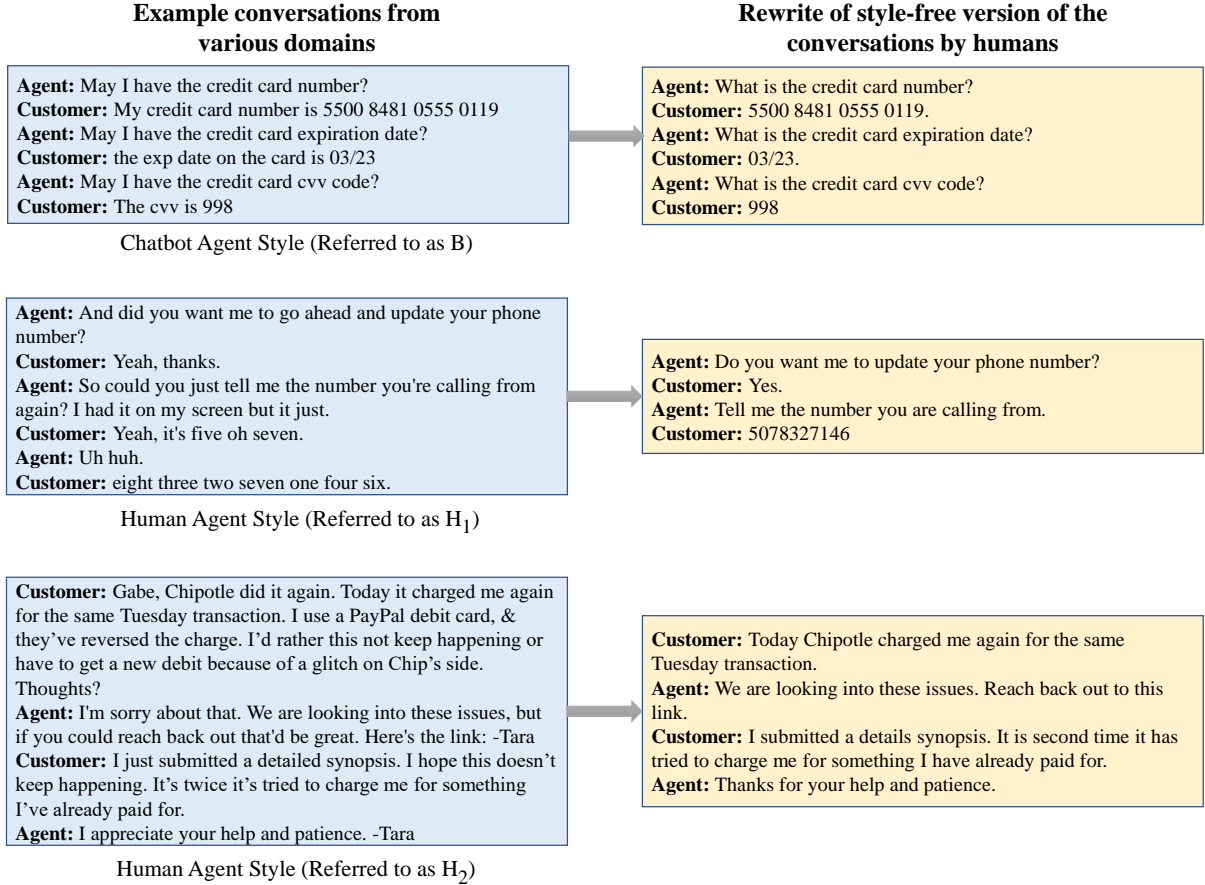 Example conversations from
various domains
Rewrite of style-free version of the
conversations by humans
Agent: May I have the credit card number?
Customer: My credit card number is 5500 8481 0555 0119
Agent: May I have the credit card expiration date?
Customer: the exp date on the card is 03/23
Agent: May I have the credit card cvv code?
Customer: The cvv is 998
Agent: What is the credit card number?
Customer: 5500 8481 0555 0119.
Agent: What is the credit card expiration date?
Customer: 03/23.
Agent: What is the credit card cvv code?
Customer: 998
Chatbot Agent Style (Referred to as B)
Agent: And did you want me to go ahead and update your phone
number?
Customer: Yeah, thanks.
Agent: So could you just tell me the number you're calling from
again? I had it on my screen but it just.
Customer: Yeah, it's five oh seven.
Agent: Uh huh.
Customer: eight three two seven one four six.
Agent: Do you want me to update your phone number?
Customer: Yes.
Agent: Tell me the number you are calling from.
Customer: 5078327146
Human Agent Style (Referred to as H1)
Customer: Gabe, Chipotle did it again. Today it charged me again
for the same Tuesday transaction. I use a PayPal debit card, &
they've reversed the charge. I'd rather this not keep happening or
have to get a new debit because of a glitch on Chip's side.
Thoughts?
Agent: I'm sorry about that. We are looking into these issues, but
if you could reach back out that'd be great. Here's the link: -Tara
Customer: I just submitted a detailed synopsis. I hope this doesn't
keep happening. It's twice it's tried to charge me for something
I've already paid for.
Agent: I appreciate your help and patience. -Tara
Customer: Today Chipotle charged me again for the same
Tuesday transaction.
Agent: We are looking into these issues. Reach back out to this
link.
Customer: I submitted a details synopsis. It is second time it has
tried to charge me for something I have already paid for.
Agent: Thanks for your help and patience.
Human Agent Style (Referred to as H2)